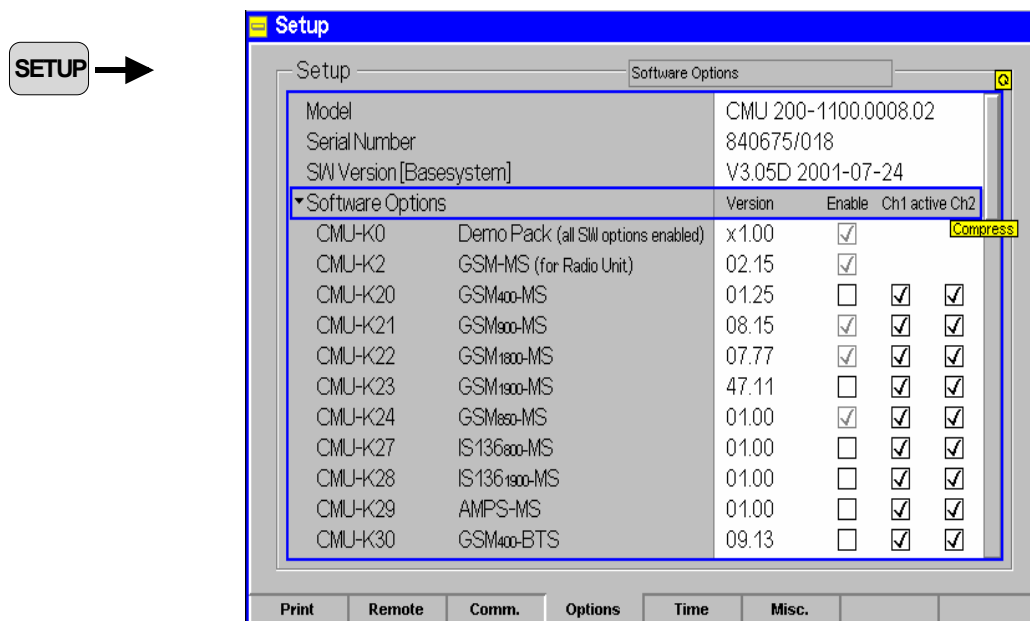 SETUP
Setup
Setup
Software Options
Model CMU 200-1100.0008.02
Serial Number 840675/018
S/W Version [Basesystem] V3.05D 2001-07-24
Software Options Version Enable Ch1 active Ch2
Compress
CMU-K0 Demo Pack (all SW options enabled) x1.00
CMU-K2 GSM-MS (for Radio Unit) 02.15
CMU-K20 GSM400-MS 01.25
CMU-K21 GSM900-MS 08.15
CMU-K22 GSM1800-MS 07.77
CMU-K23 GSM1900-MS 47.11
CMU-K24 GSM850-MS 01.00
CMU-K27 IS136800-MS 01.00
CMU-K28 IS1361900-MS 01.00
CMU-K29 AMPS-MS 01.00
CMU-K30 GSM400-BTS 09.13
Print Remote Comm. Options Time Misc.